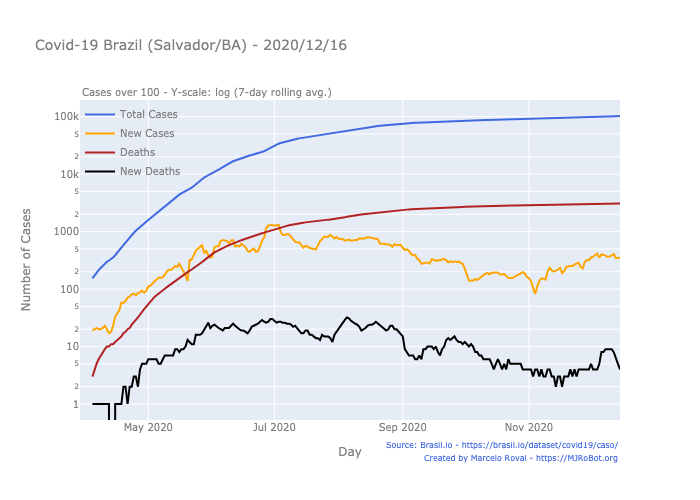 Covid-19 Brazil (Salvador/BA) - 2020/12/16
Cases over 100 - Y-scale: log (7-day rolling avg.)
Total Cases
New Cases
Deaths
New Deaths
100k
5
2
10k
5
2
1000
5
2
100
5
2
10
5
2
1
Number of Cases
May 2020
Jul 2020
Sep 2020
Nov 2020
Day
Source: Brasil.io - https://brasil.io/dataset/covid19/caso/
Created by Marcelo Rovai - https://MJRoBot.org